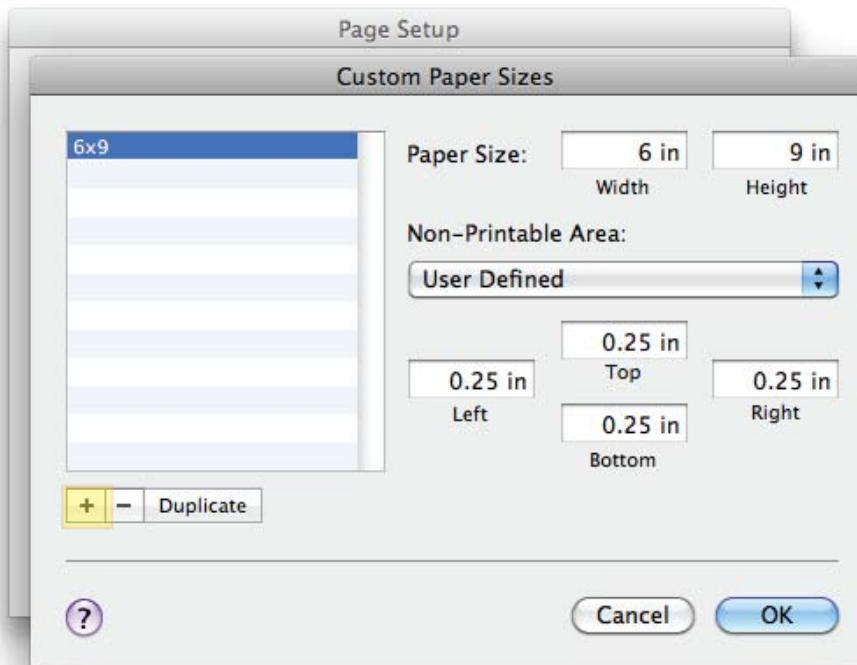 Page Setup
Custom Paper Sizes
6x9
Paper Size:
6 in
9 in
Width
Height
Non-Printable Area:
User Defined
0.25 in
Top
0.25 in
Left
0.25 in
Right
0.25 in
Bottom
+ − Duplicate
?
Cancel
OK